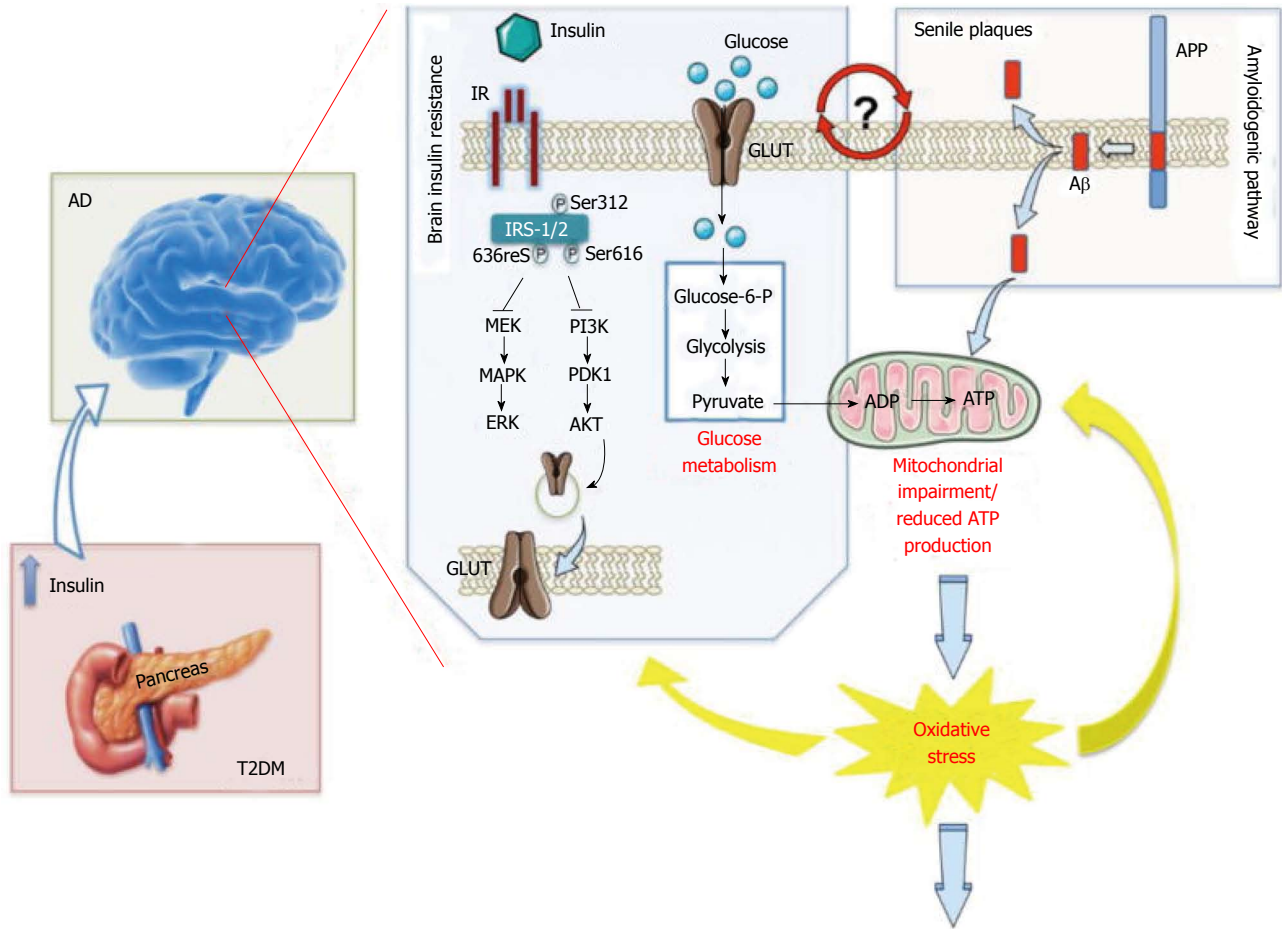 AD
Insulin
Pancreas
T2DM
Brain insulin resistance
Insulin
IR
Ser312
P
IRS-1/2
636reS
P
P
Ser616
MEK
MAPK
ERK
PI3K
PDK1
AKT
GLUT
Glucose
GLUT
Glucose-6-P
Glycolysis
Pyruvate
Glucose
metabolism
?
Senile plaques
APP
Aβ
Amyloidogenic pathway
ADP
ATP
Mitochondrial
impairment/
reduced ATP
production
Oxidative
stress